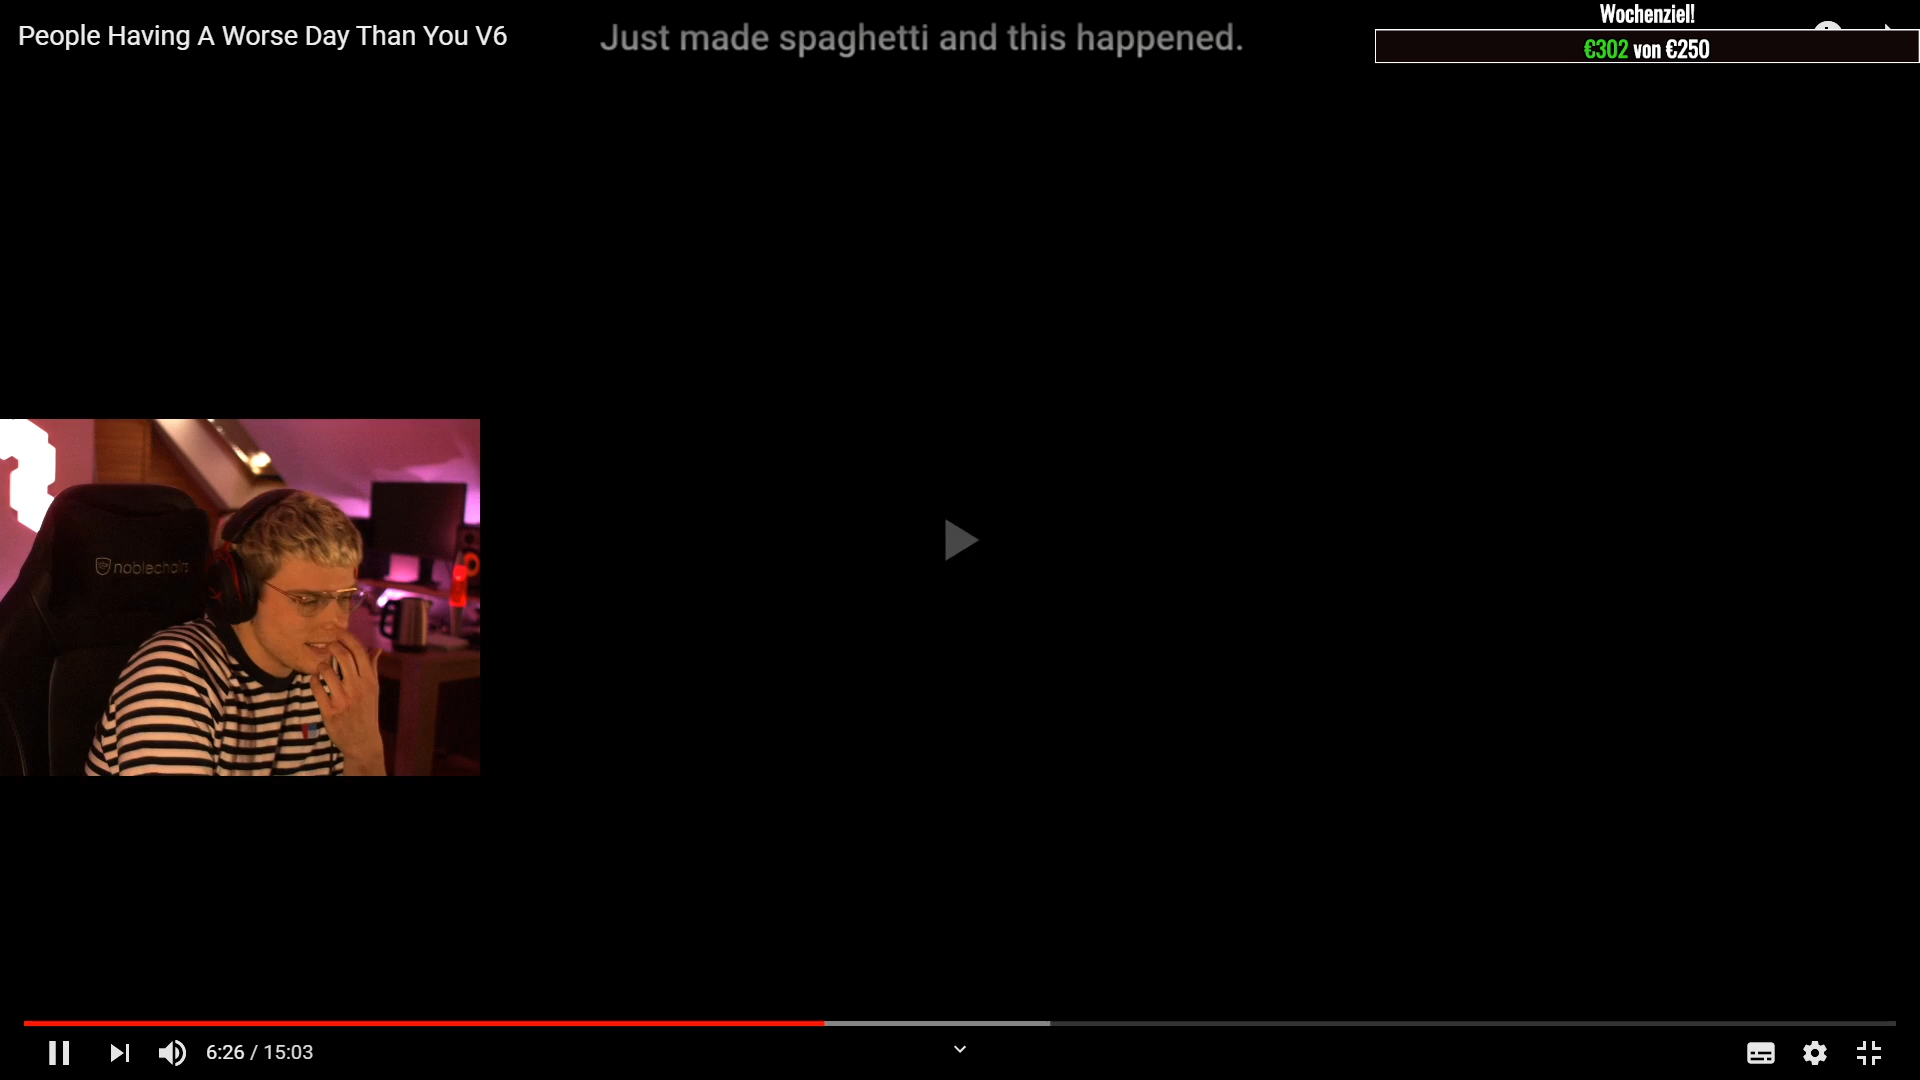 People Having A Worse Day Than You V6
Just made spaghetti and this happened.
Wochenziel!
€302 von €250
noblechairs
6:26 / 15:03